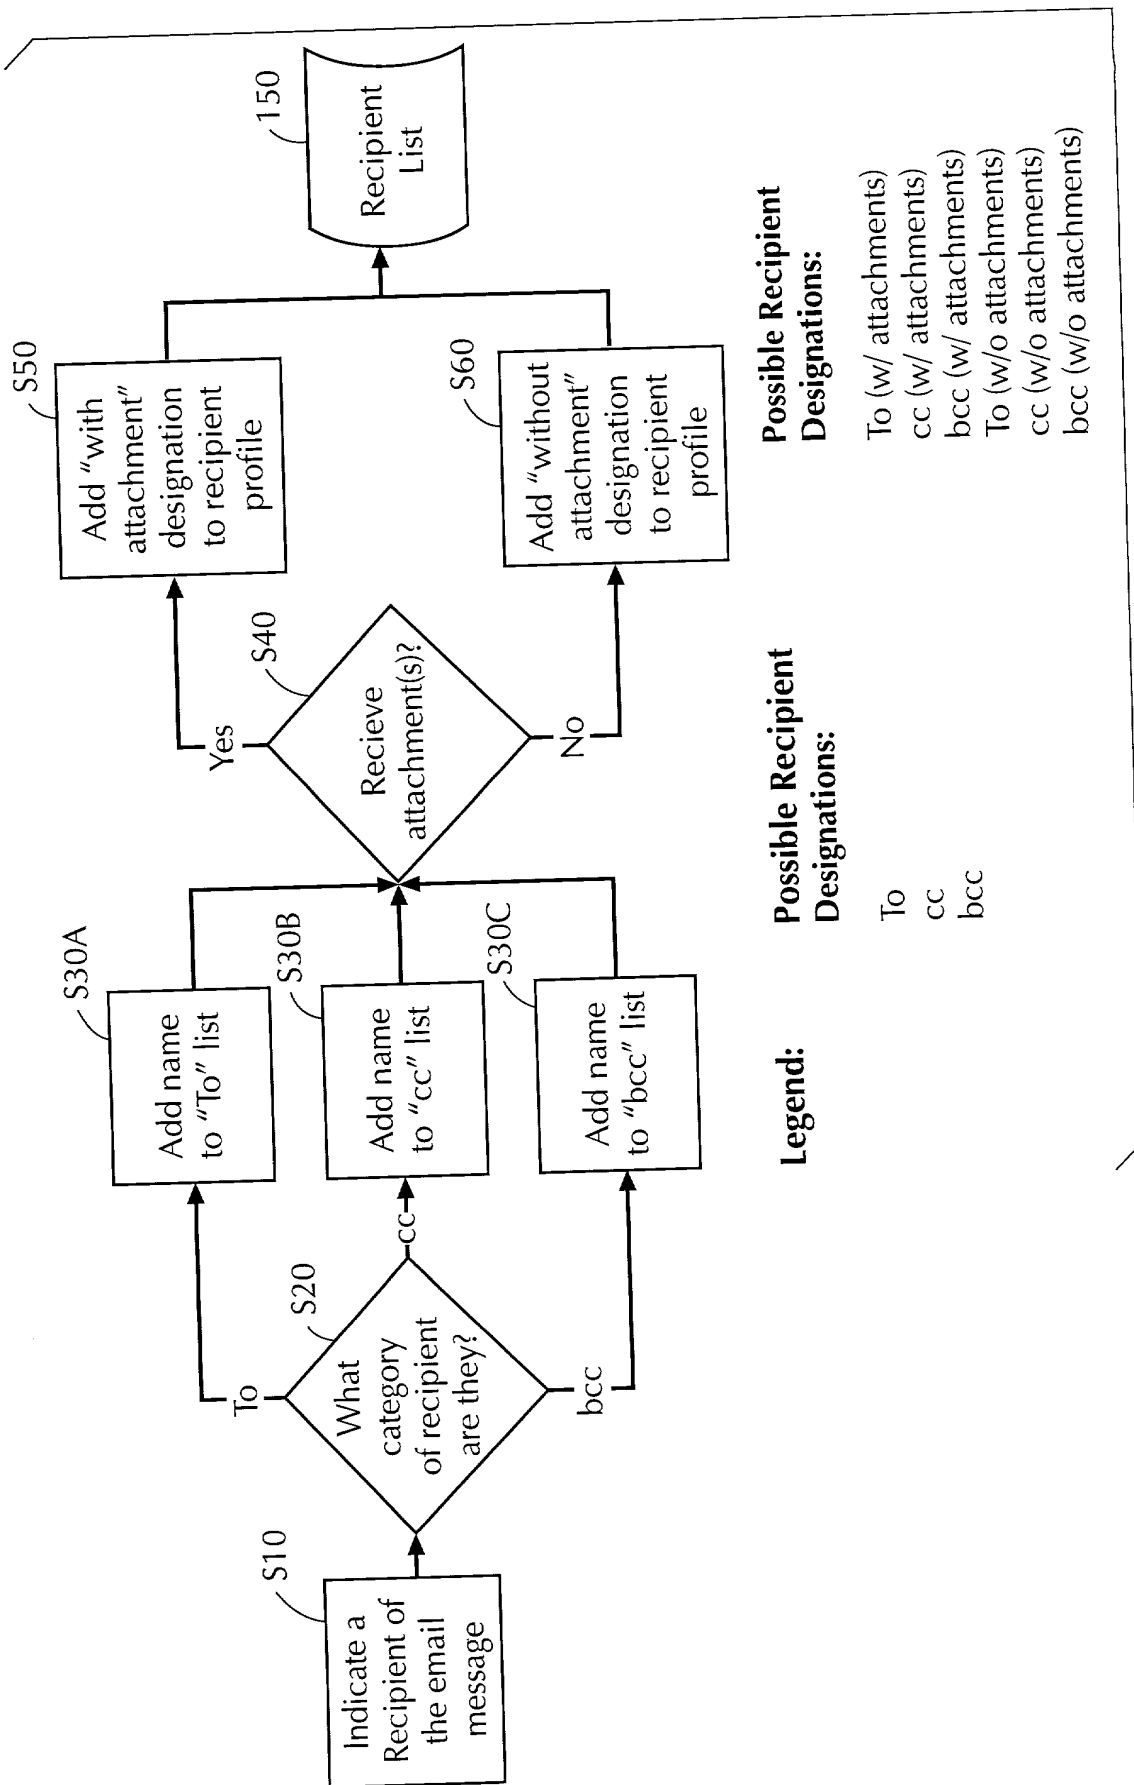 S10
Indicate a
Recipient of
the email
message
S20
What
category
of recipient
are they?
To
cc
bcc
S30A
Add name
to “To” list
S30B
Add name
to “cc” list
S30C
Add name
to “bcc” list
S40
Recieve
attachment(s)?
Yes
No
S50
Add “with
attachment”
designation
to recipient
profile
S60
Add “without
attachment”
designation
to recipient
profile
150
Recipient
List
Legend:
Possible Recipient
Designations:
To
cc
bcc
Possible Recipient
Designations:
To (w/ attachments)
cc (w/ attachments)
bcc (w/ attachments)
To (w/o attachments)
cc (w/o attachments)
bcc (w/o attachments)